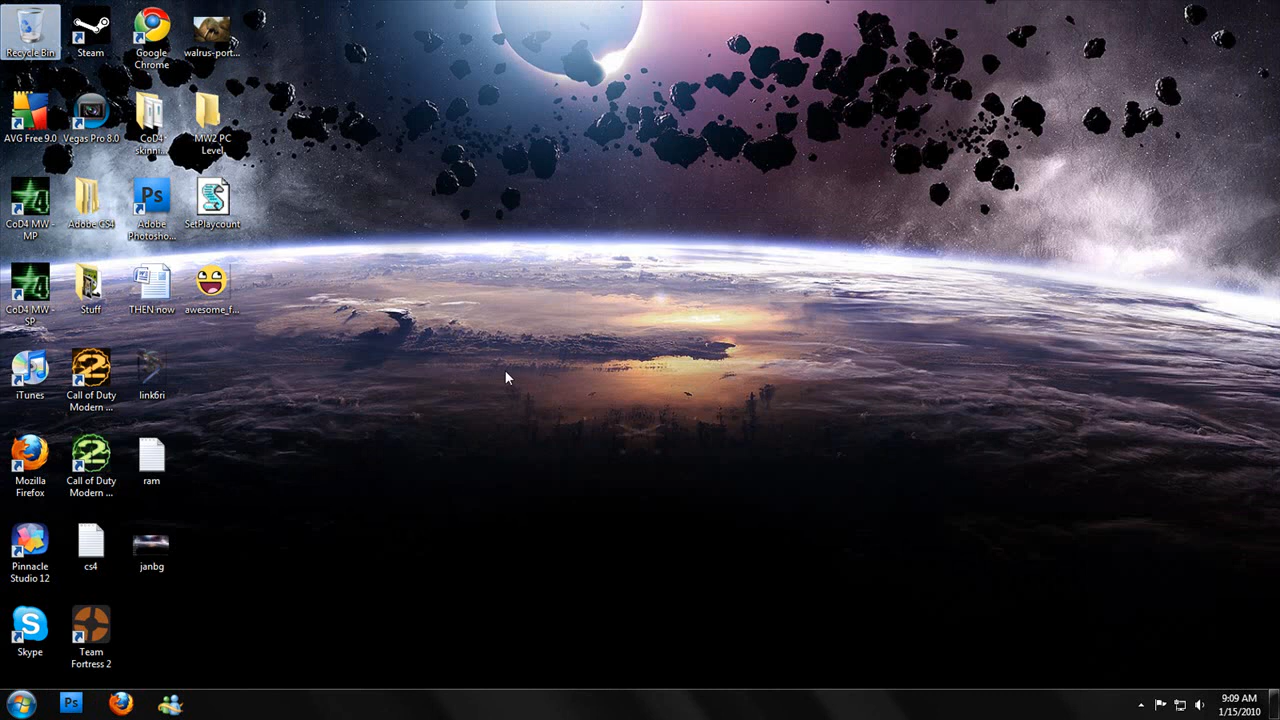 Recycle Bin
Steam
Google
Chrome
walrus-port...
AVG Free 9.0
Vegas Pro 8.0
CoD4
skinni...
MW2 PC
Level
CoD4 MW -
MP
Adobe CS4
Ps
Adobe
Photosho...
SetPlaycount
CoD4 MW -
SP
Stuff
THEN now
awesome_f...
iTunes
Call of Duty
Modern ...
link6ri
Mozilla
Firefox
Call of Duty
Modern ...
ram
Pinnacle
Studio 12
cs4
janbg
Skype
Team
Fortress 2
Ps
9:09 AM
1/15/2010